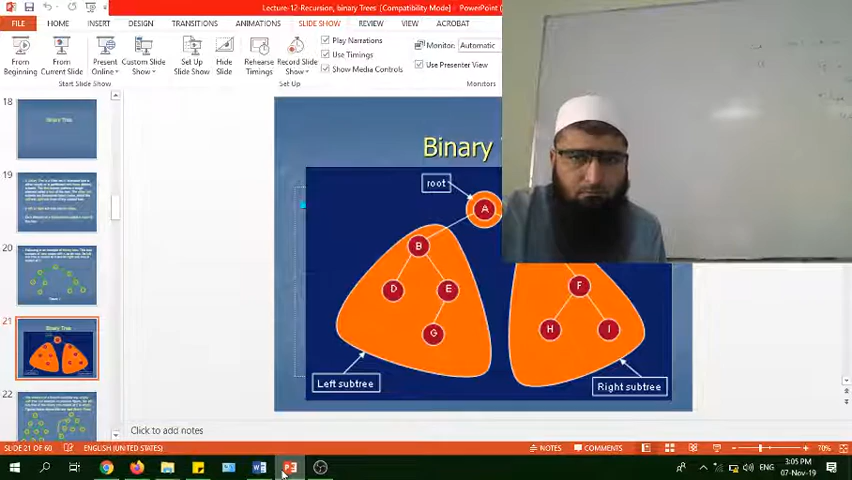 Lecture-12-Recursion, binary Trees [Compatibility Mode] - PowerPoint
FILE HOME INSERT DESIGN TRANSITIONS ANIMATIONS SLIDE SHOW REVIEW VIEW ACROBAT
From Beginning
From Current Slide
Present Online
Custom Slide Show
Set Up Slide Show
Hide Slide
Rehearse Timings
Record Slide Show
Play Narrations
Use Timings
Show Media Controls
Monitor: Automatic
Use Presenter View
Start Slide Show
Set Up
Monitors
18
Binary Tree
19
20
21
Binary Tree
22
Binary
root
A
B
D
E
F
G
H
I
Left subtree
Right subtree
Click to add notes
SLIDE 21 OF 60
ENGLISH (UNITED STATES)
NOTES
COMMENTS
70%
ENG
3:05 PM
07-Nov-19